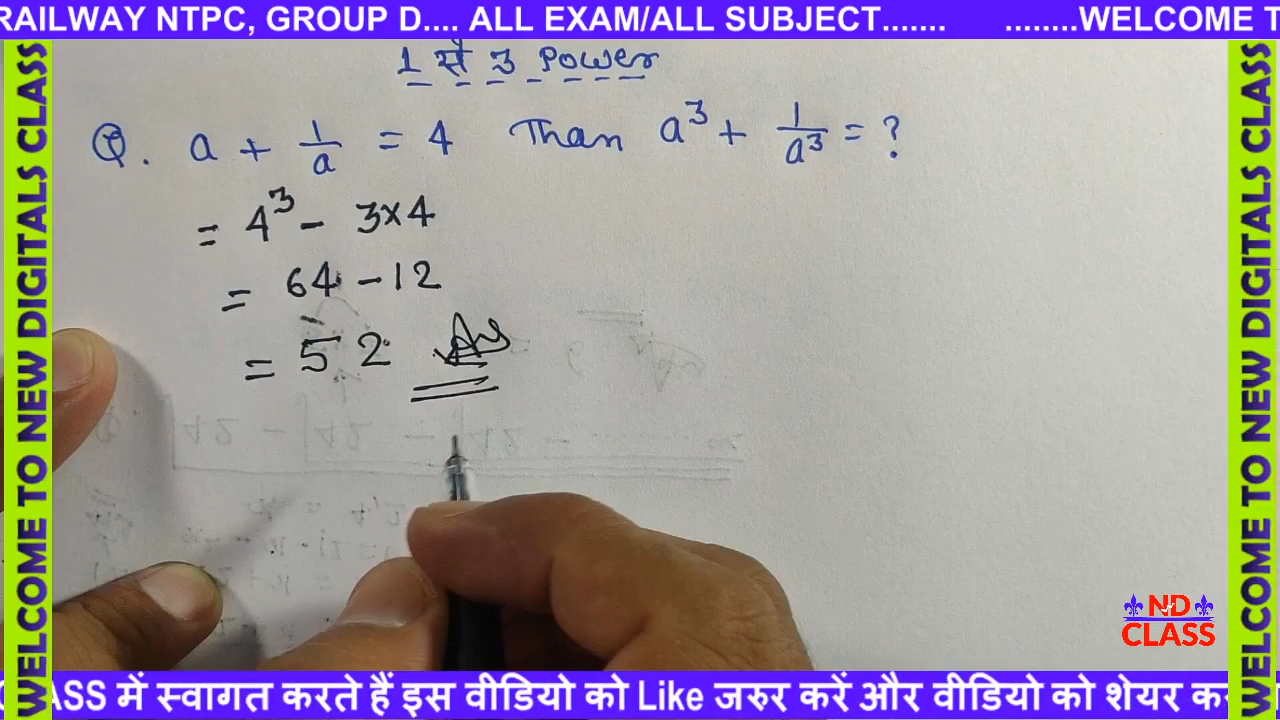 RAILWAY NTPC, GROUP D.... ALL EXAM/ALL SUBJECT....... ........WELCOME T
WELCOME TO NEW DIGITALS CLASS
1 से 3 Power
Q. a + 1/a = 4 Than a³ + 1/a³ = ?
= 4³ - 3×4
= 64 - 12
= 52 Ans
WELCOME TO NEW DIGITALS CLASS
ND
CLASS
CLASS में स्वागत करते हैं इस वीडियो को Like जरुर करें और वीडियो को शेयर कर